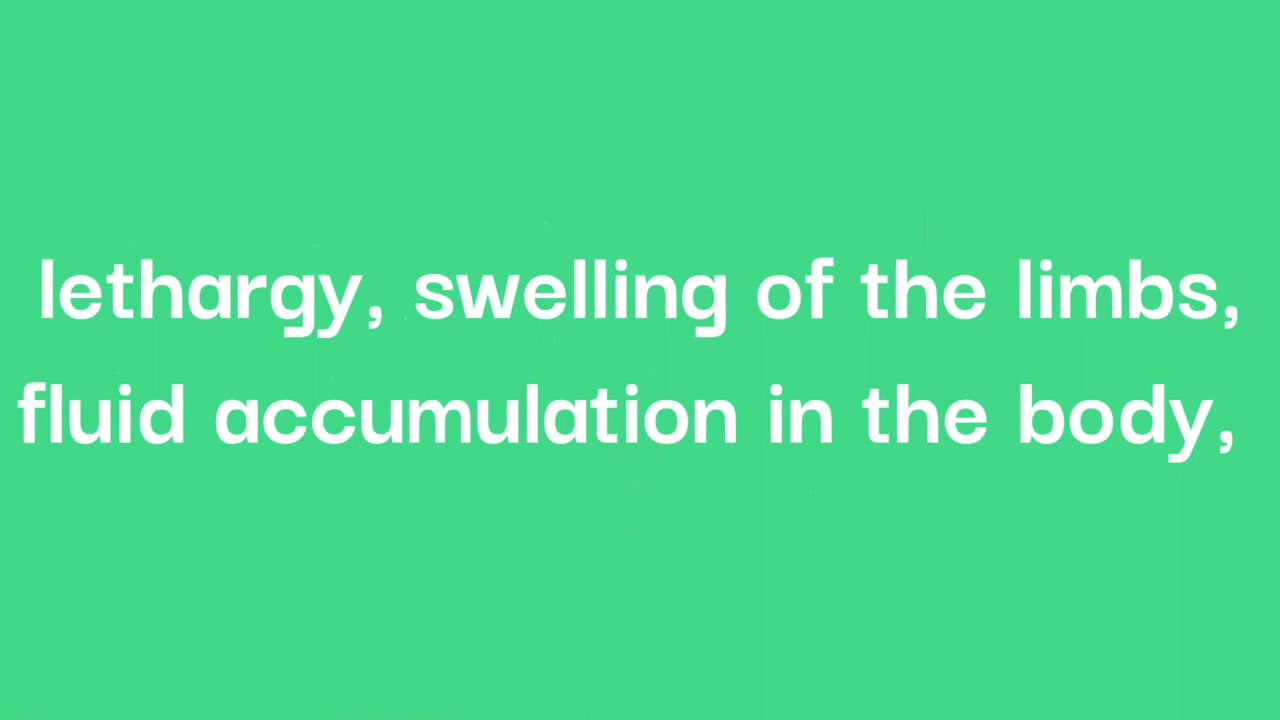 lethargy, swelling of the limbs,
fluid accumulation in the body,